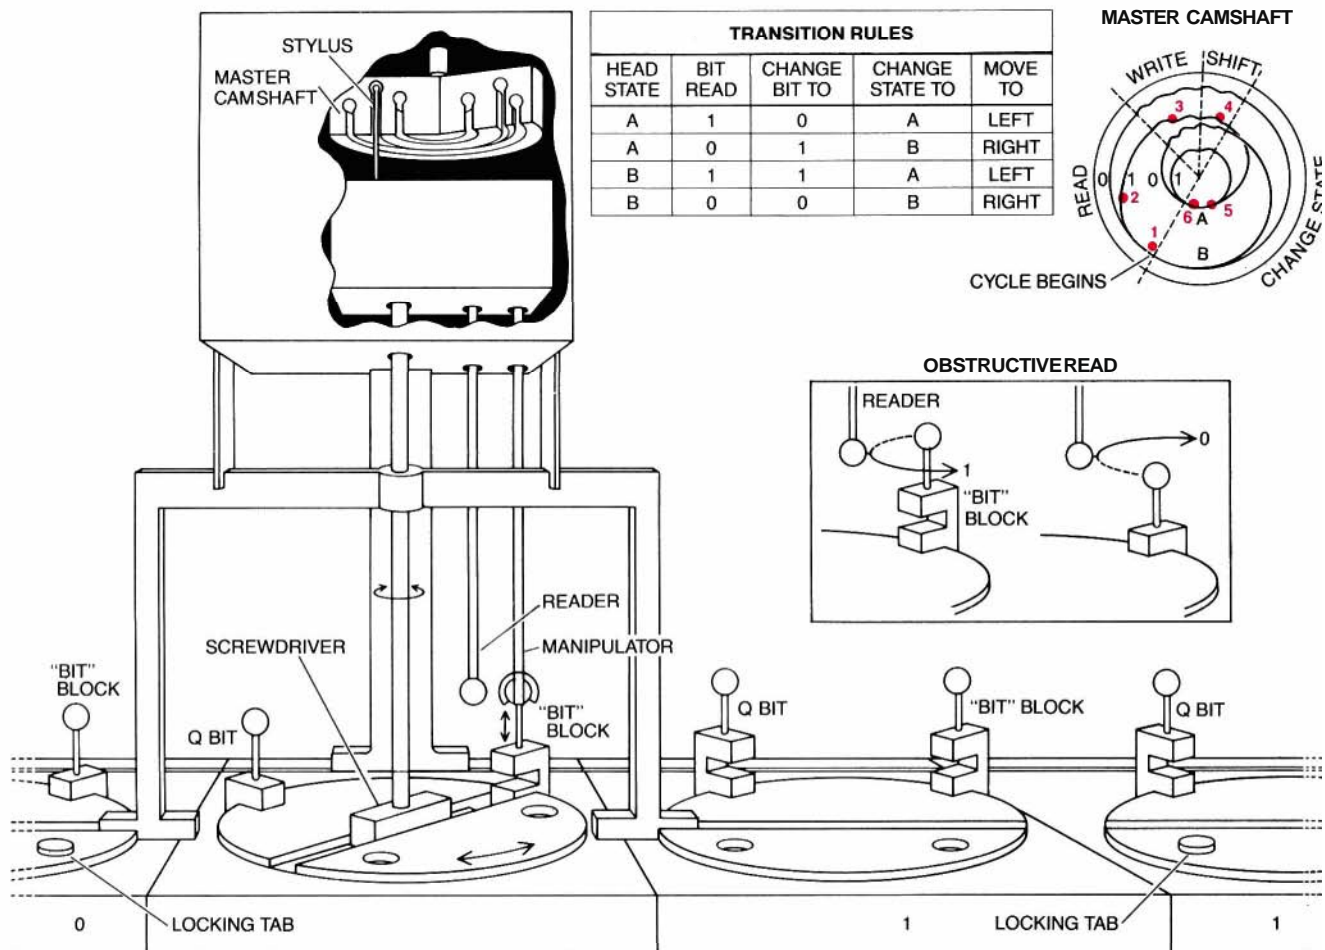 STYLUS
MASTER
CAMSHAFT
TRANSITION RULES
HEAD STATE BIT READ CHANGE BIT TO CHANGE STATE TO MOVE TO
A 1 0 A LEFT
A 0 1 B RIGHT
B 1 1 A LEFT
B 0 0 B RIGHT
MASTER CAMSHAFT
WRITE
SHIFT
READ
CHANGE STATE
3
4
0 1 0 1
2
6
5
A
1
B
CYCLE BEGINS
OBSTRUCTIVEREAD
READER
1
"BIT"
BLOCK
0
READER
SCREWDRIVER
MANIPULATOR
"BIT"
BLOCK
Q BIT
"BIT"
BLOCK
Q BIT
"BIT" BLOCK
Q BIT
0
LOCKING TAB
1
LOCKING TAB
1